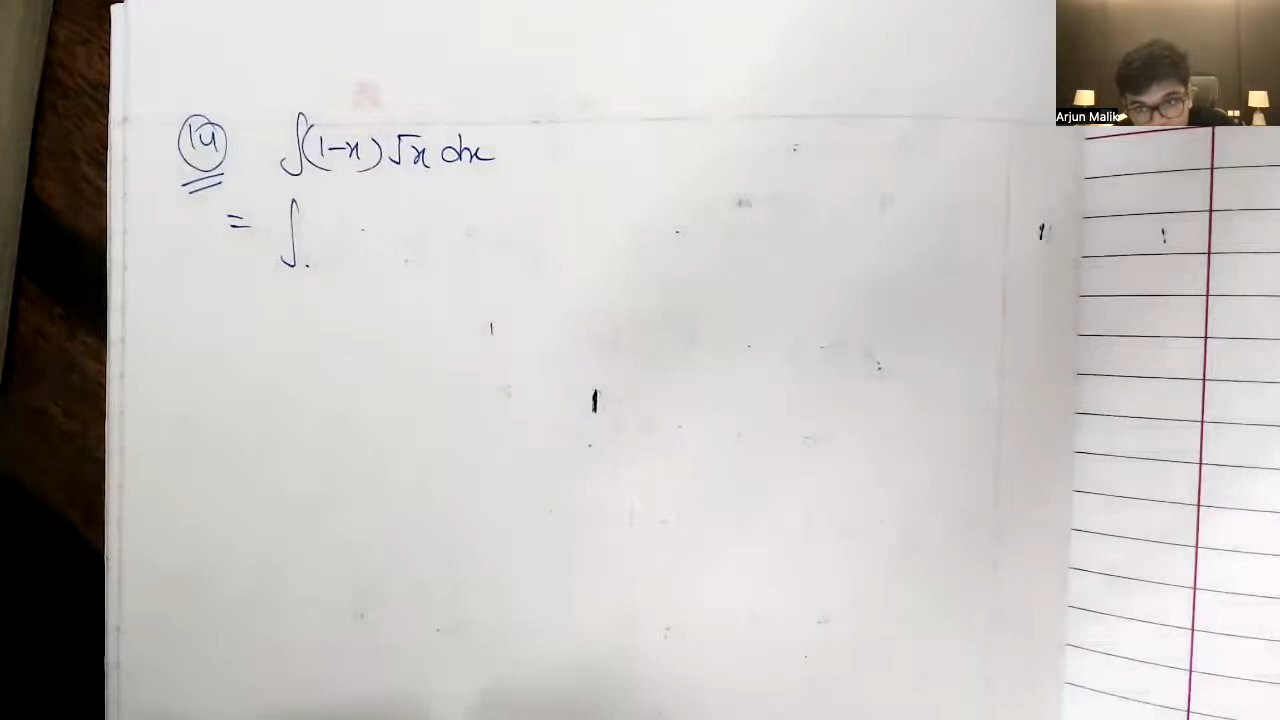 14 ∫(1-x)√x dx
= ∫
Arjun Malik